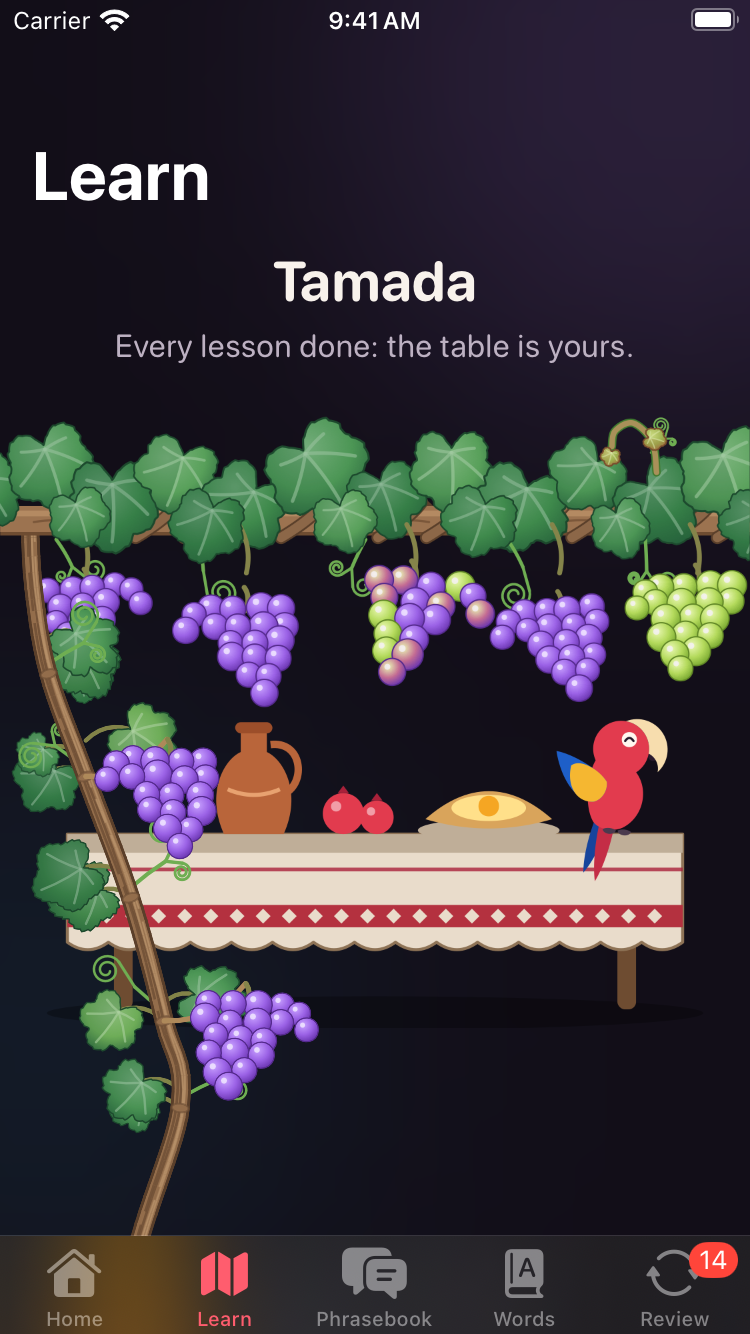 Carrier 9:41 AM
Learn
Tamada
Every lesson done: the table is yours.
A
14
Home Learn Phrasebook Words Review